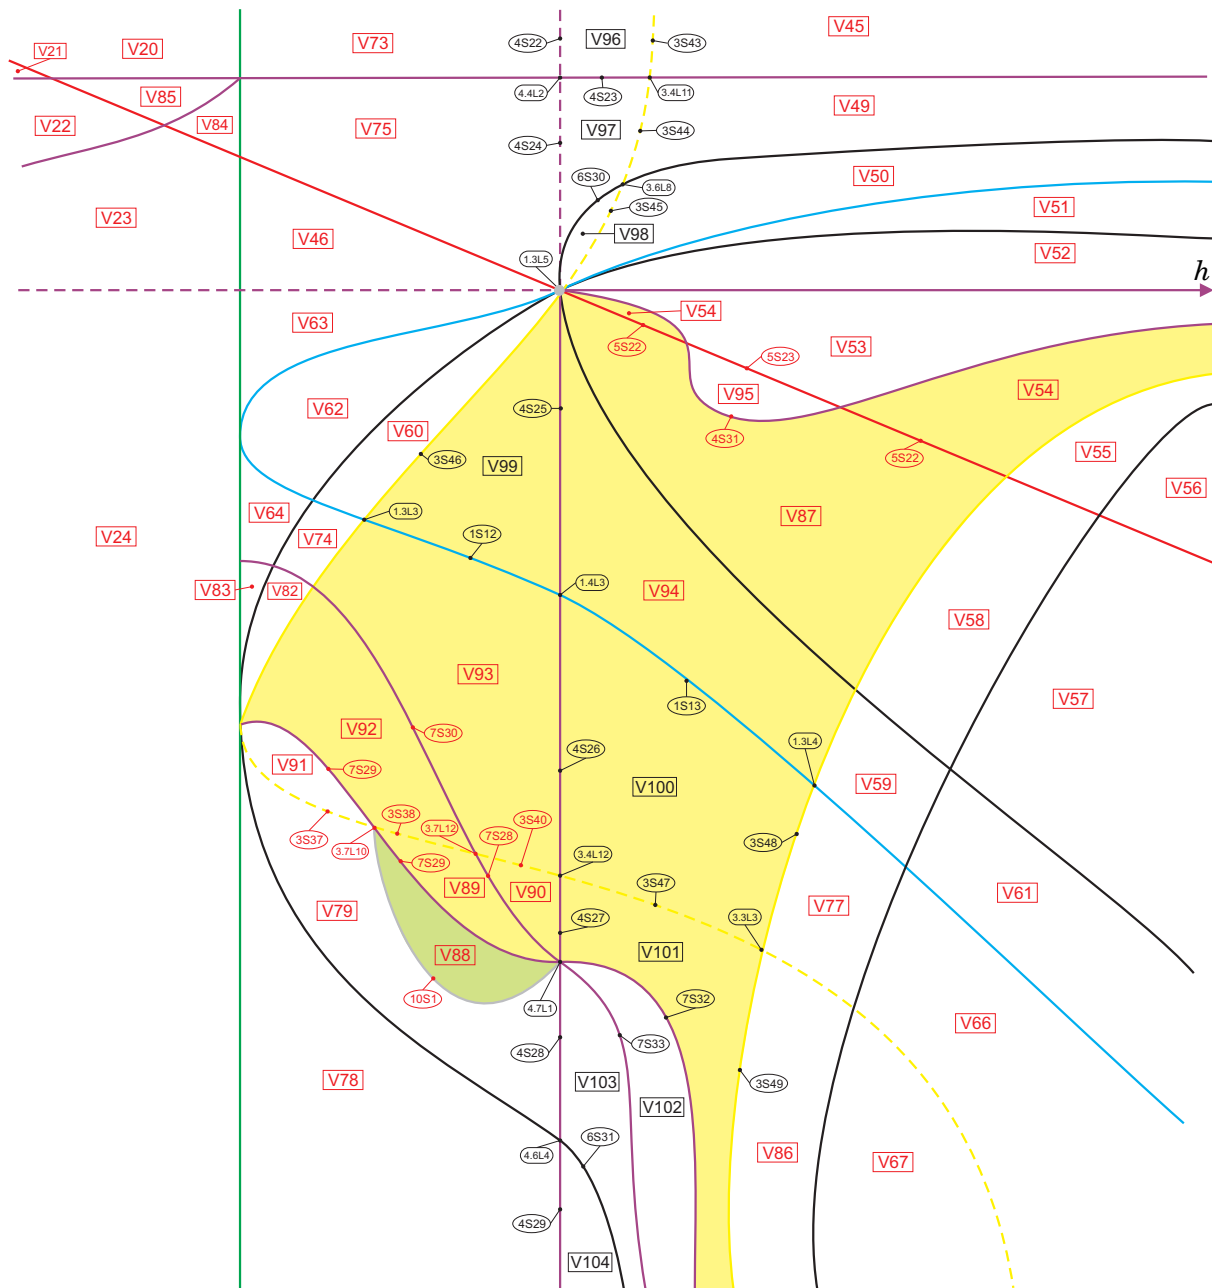 V45
V96
V20
V73
4S22
3S43
V21
4.4L2
4S23
3.4L11
V85
V49
V22
V84
V75
V97
3S44
4S24
6S30
V50
3.6L8
3S45
V51
V23
V46
V98
V52
1.3L5
h
V63
V54
5S22
V53
5S23
V54
V95
V62
4S25
4S31
V60
V55
3S46
V99
5S22
V56
V64
1.3L3
V87
V24
V74
1S12
1.4L3
V83
V82
V94
V58
V93
V57
1S13
V92
7S30
1.3L4
4S26
V91
7S29
V100
V59
3S38
3S37
3.7L12
7S28
3S40
3S48
3.7L10
7S29
3.4L12
V89
V90
3S47
V61
V79
4S27
3.3L3
V77
V88
V101
10S1
4.7L1
7S32
V66
4S28
7S33
V78
V103
3S49
V102
6S31
4.6L4
V86
V67
4S29
V104